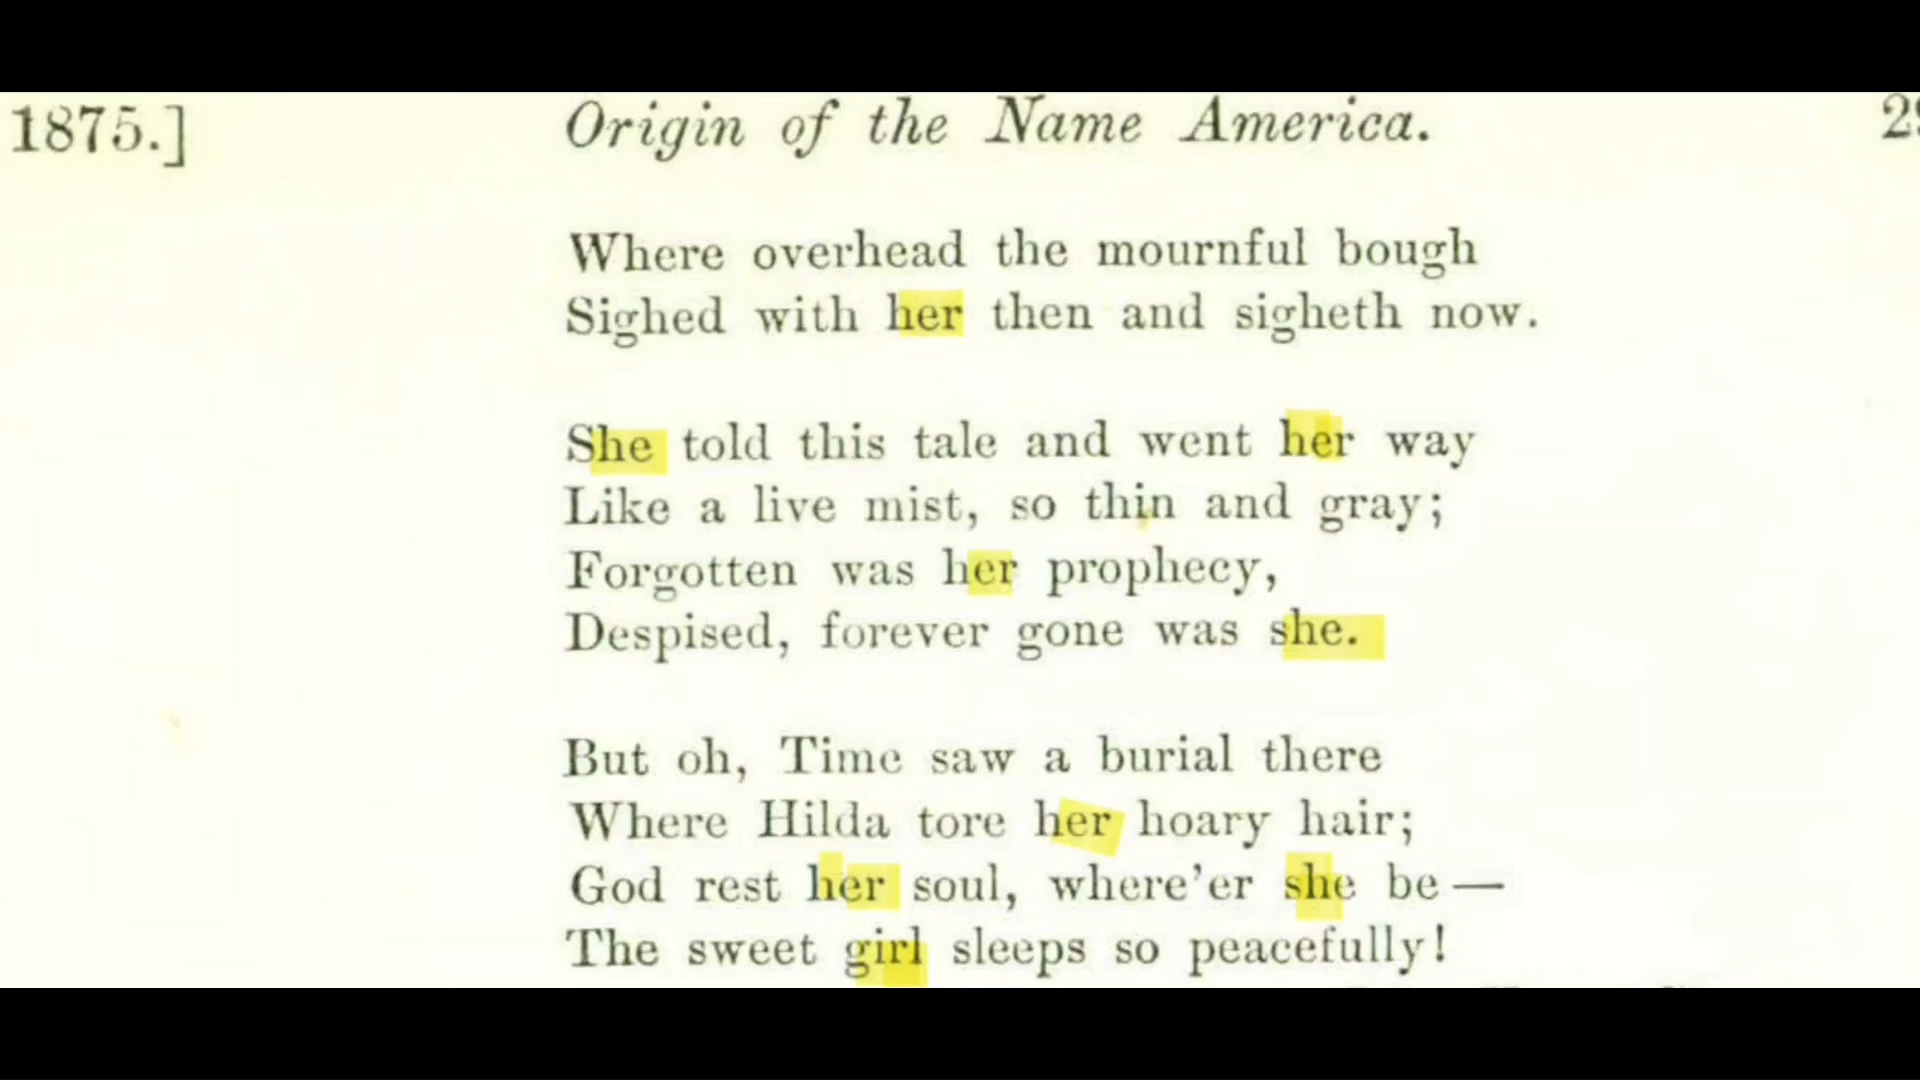 1875.] Origin of the Name America. 29
Where overhead the mournful bough
Sighed with her then and sigheth now.
She told this tale and went her way
Like a live mist, so thin and gray;
Forgotten was her prophecy,
Despised, forever gone was she.
But oh, Time saw a burial there
Where Hilda tore her hoary hair;
God rest her soul, where'er she be—
The sweet girl sleeps so peacefully!